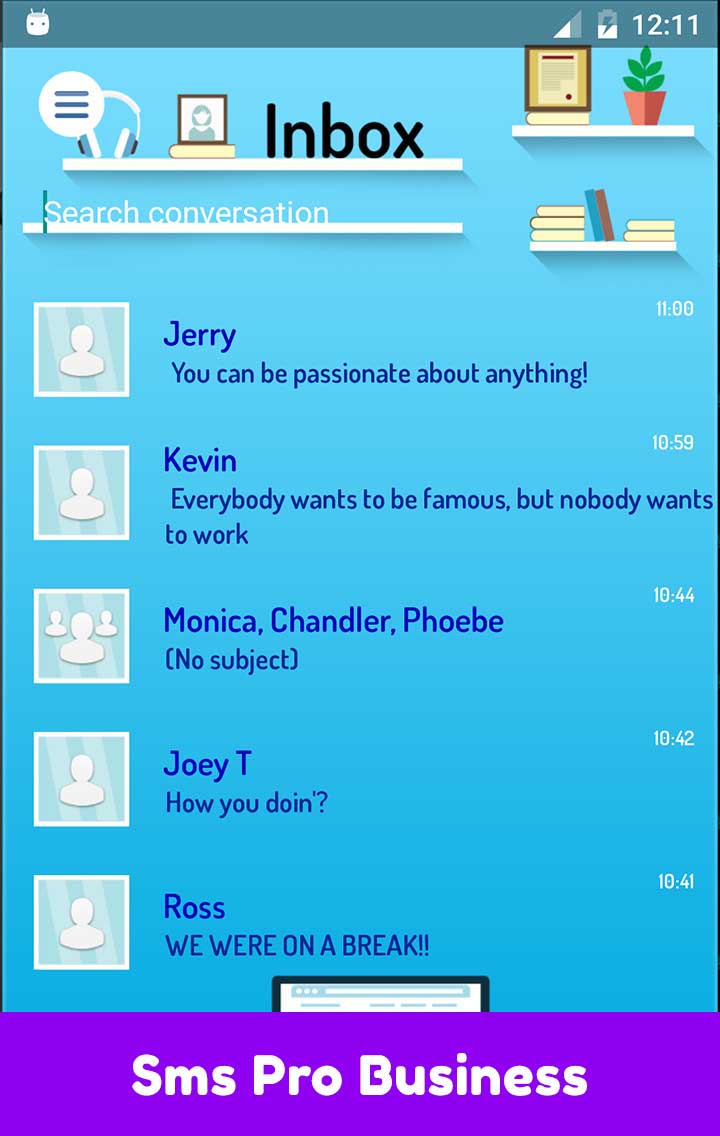 12:11
Inbox
Search conversation
11:00
Jerry
You can be passionate about anything!
10:59
Kevin
Everybody wants to be famous, but nobody wants
to work
10:44
Monica, Chandler, Phoebe
(No subject)
10:42
Joey T
How you doin'?
10:41
Ross
WE WERE ON A BREAK!!
Sms Pro Business